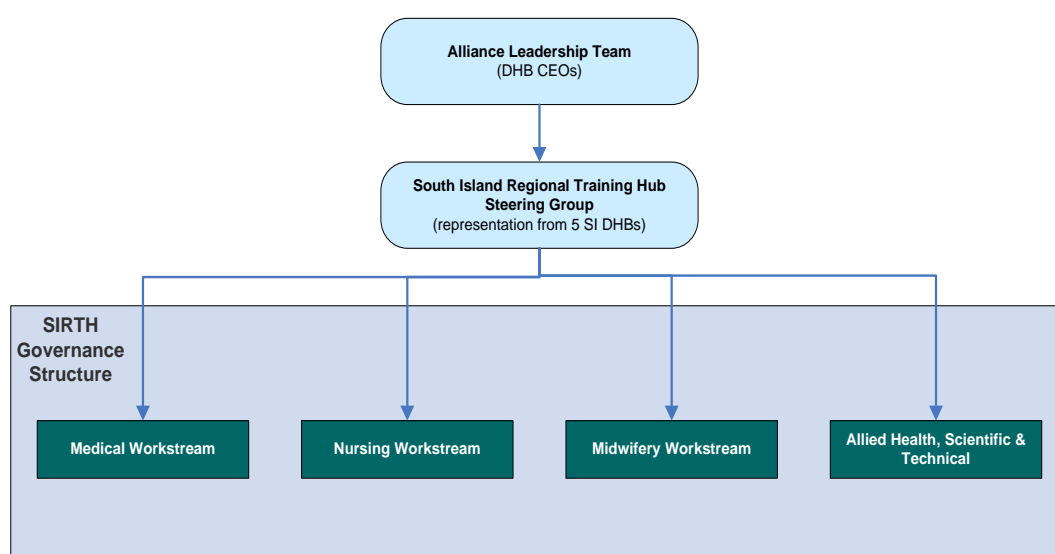 Alliance Leadership Team
(DHB CEOs)
South Island Regional Training Hub
Steering Group
(representation from 5 SI DHBs)
SIRTH
Governance
Structure
Medical Workstream
Nursing Workstream
Midwifery Workstream
Allied Health, Scientific &
Technical